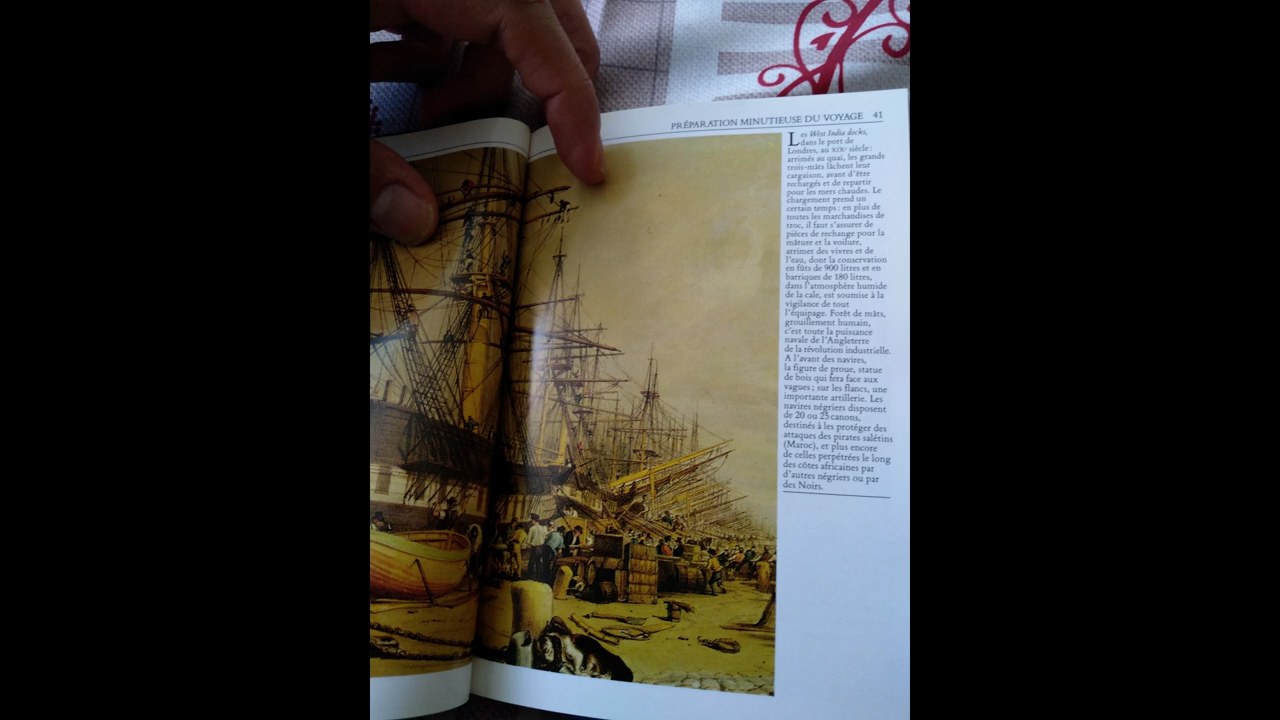 PRÉPARATION MINUTIEUSE DU VOYAGE 41
Les West India docks,
dans le port de
Londres, au XIXe siècle :
arrimés au quai, les grands
trois-mâts lâchent leur
cargaison, avant d'être
rechargés et de repartir
pour les mers chaudes. Le
chargement prend un
certain temps : en plus de
toutes les marchandises de
troc, il faut s'assurer de
pièces de rechange pour la
mâture et la voilure,
arrimer des vivres et de
l'eau, dont la conservation
en fûts de 900 litres et en
barriques de 180 litres,
dans l'atmosphère humide
de la cale, est soumise à la
vigilance de tout
l'équipage. Forêt de mâts,
grouillement humain,
c'est toute la puissance
navale de l'Angleterre
de la révolution industrielle.
A l'avant des navires,
la figure de proue, statue
de bois qui fera face aux
vagues ; sur les flancs, une
importante artillerie. Les
navires négriers disposent
de 20 ou 25 canons,
destinés à les protéger des
attaques des pirates salétins
(Maroc), et plus encore
de celles perpétrées le long
des côtes africaines par
d'autres négriers ou par
des Noirs.